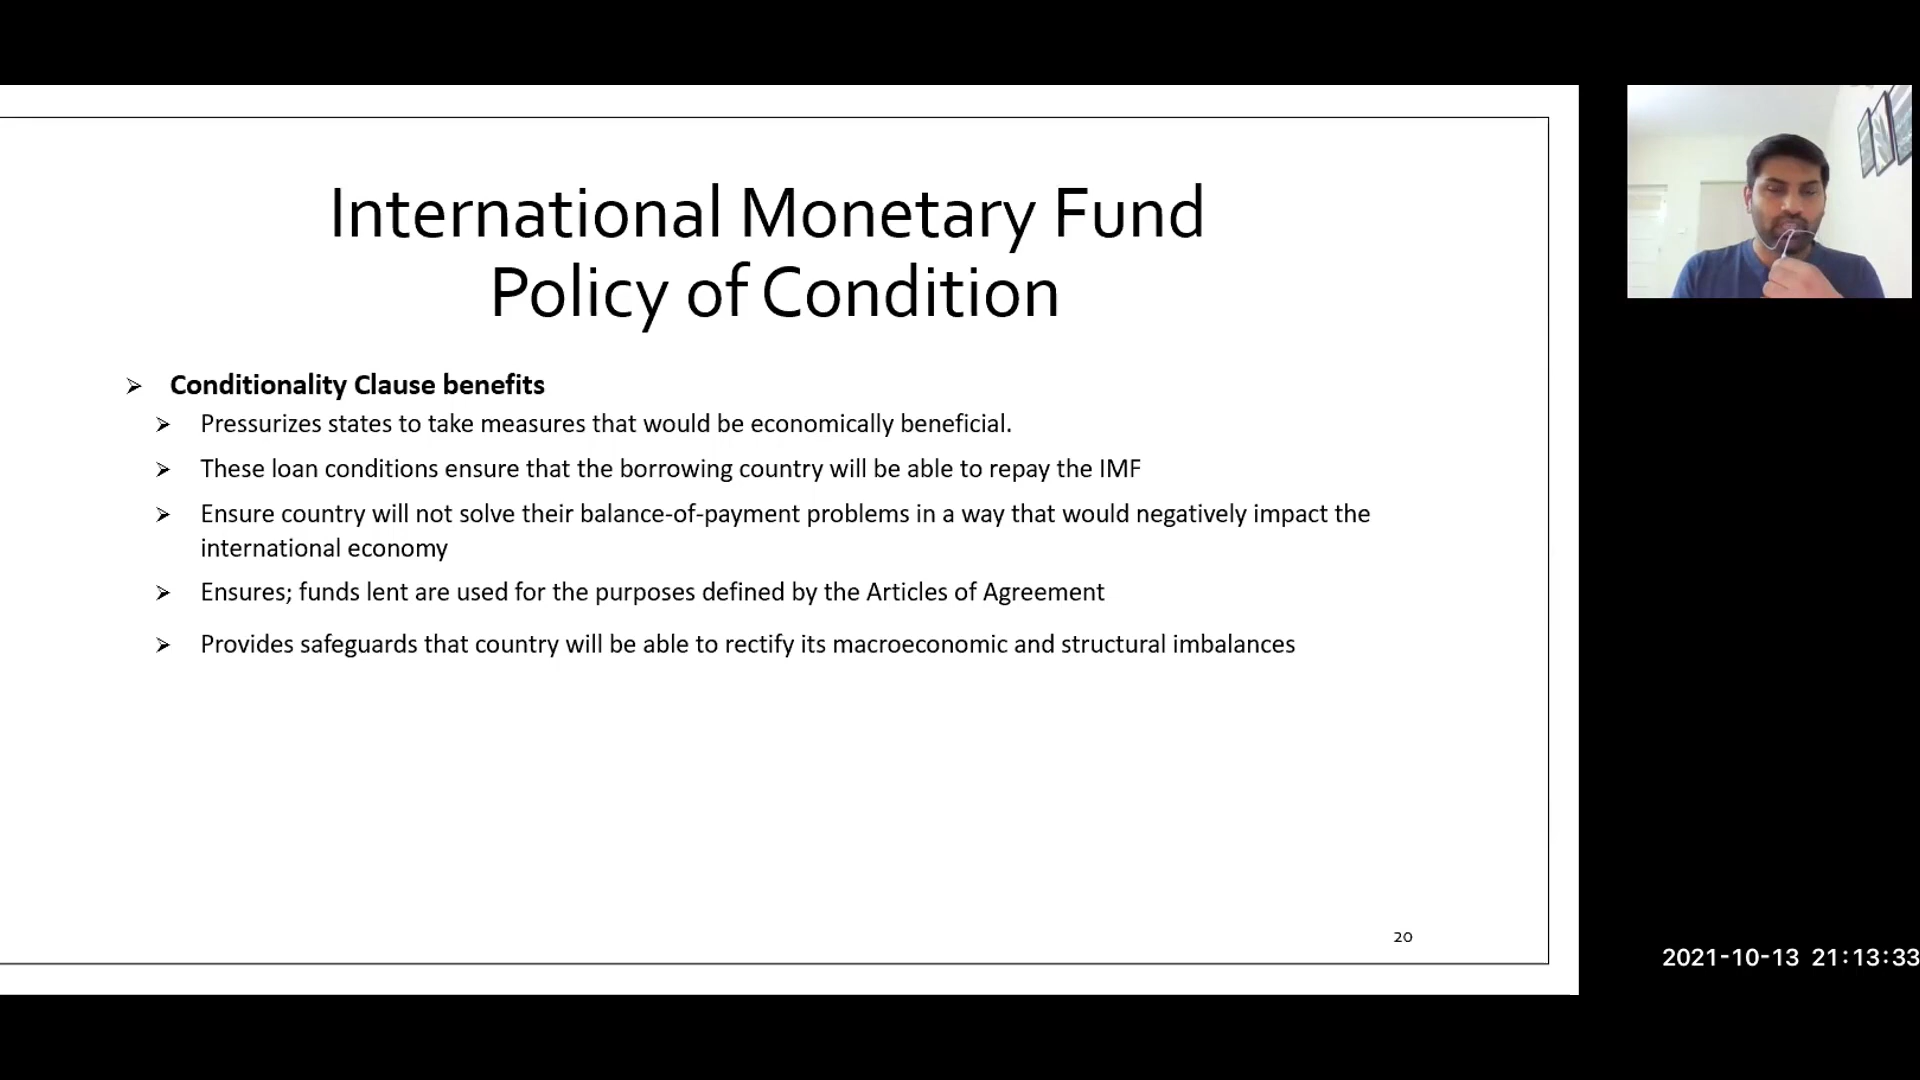 International Monetary Fund
Policy of Condition
Conditionality Clause benefits
Pressurizes states to take measures that would be economically beneficial.
These loan conditions ensure that the borrowing country will be able to repay the IMF
Ensure country will not solve their balance-of-payment problems in a way that would negatively impact the
international economy
Ensures; funds lent are used for the purposes defined by the Articles of Agreement
Provides safeguards that country will be able to rectify its macroeconomic and structural imbalances
20
2021-10-13 21:13:33